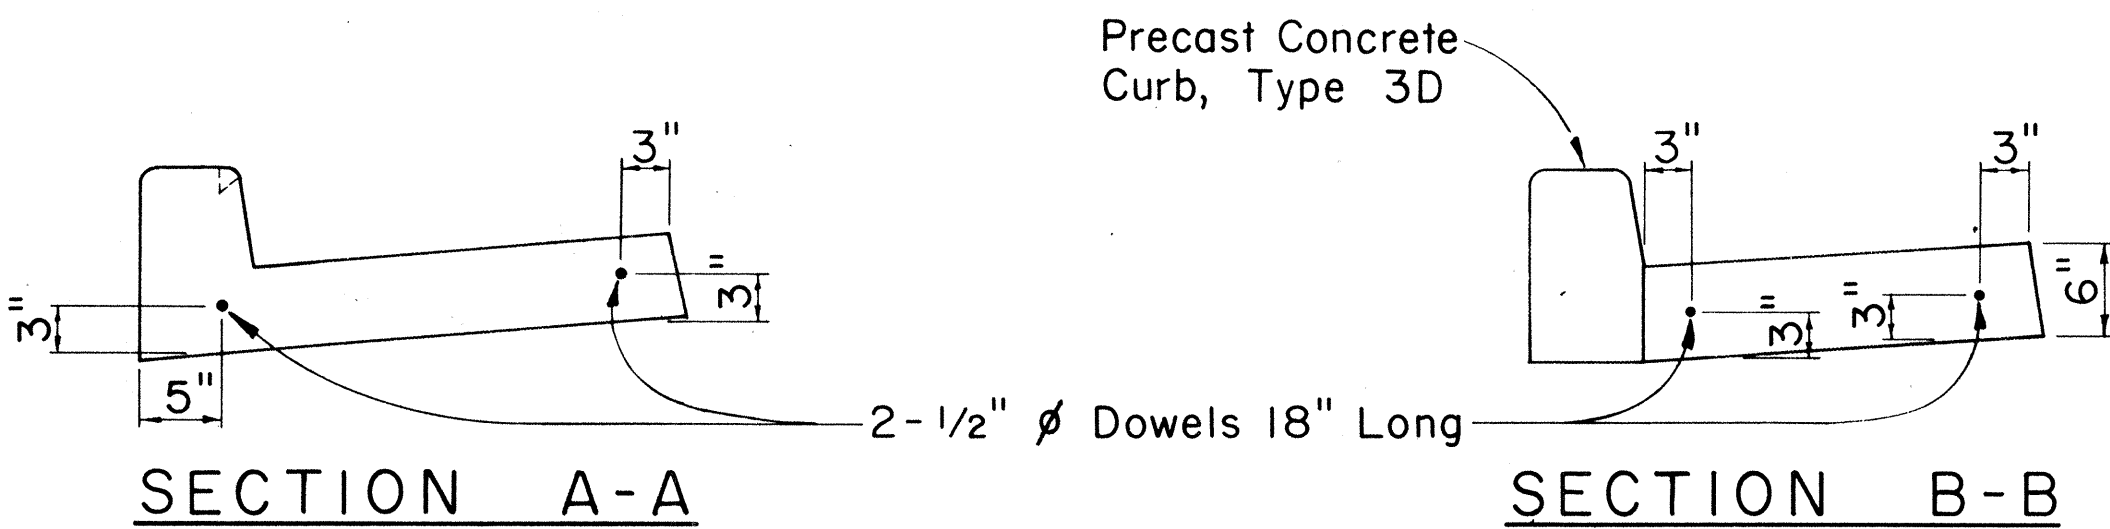 Precast Concrete
Curb, Type 3D
3"
3"
3"
3"
3"
3"
3"
6"
5"
2-1/2" ø Dowels 18" Long
SECTION A-A
SECTION B-B